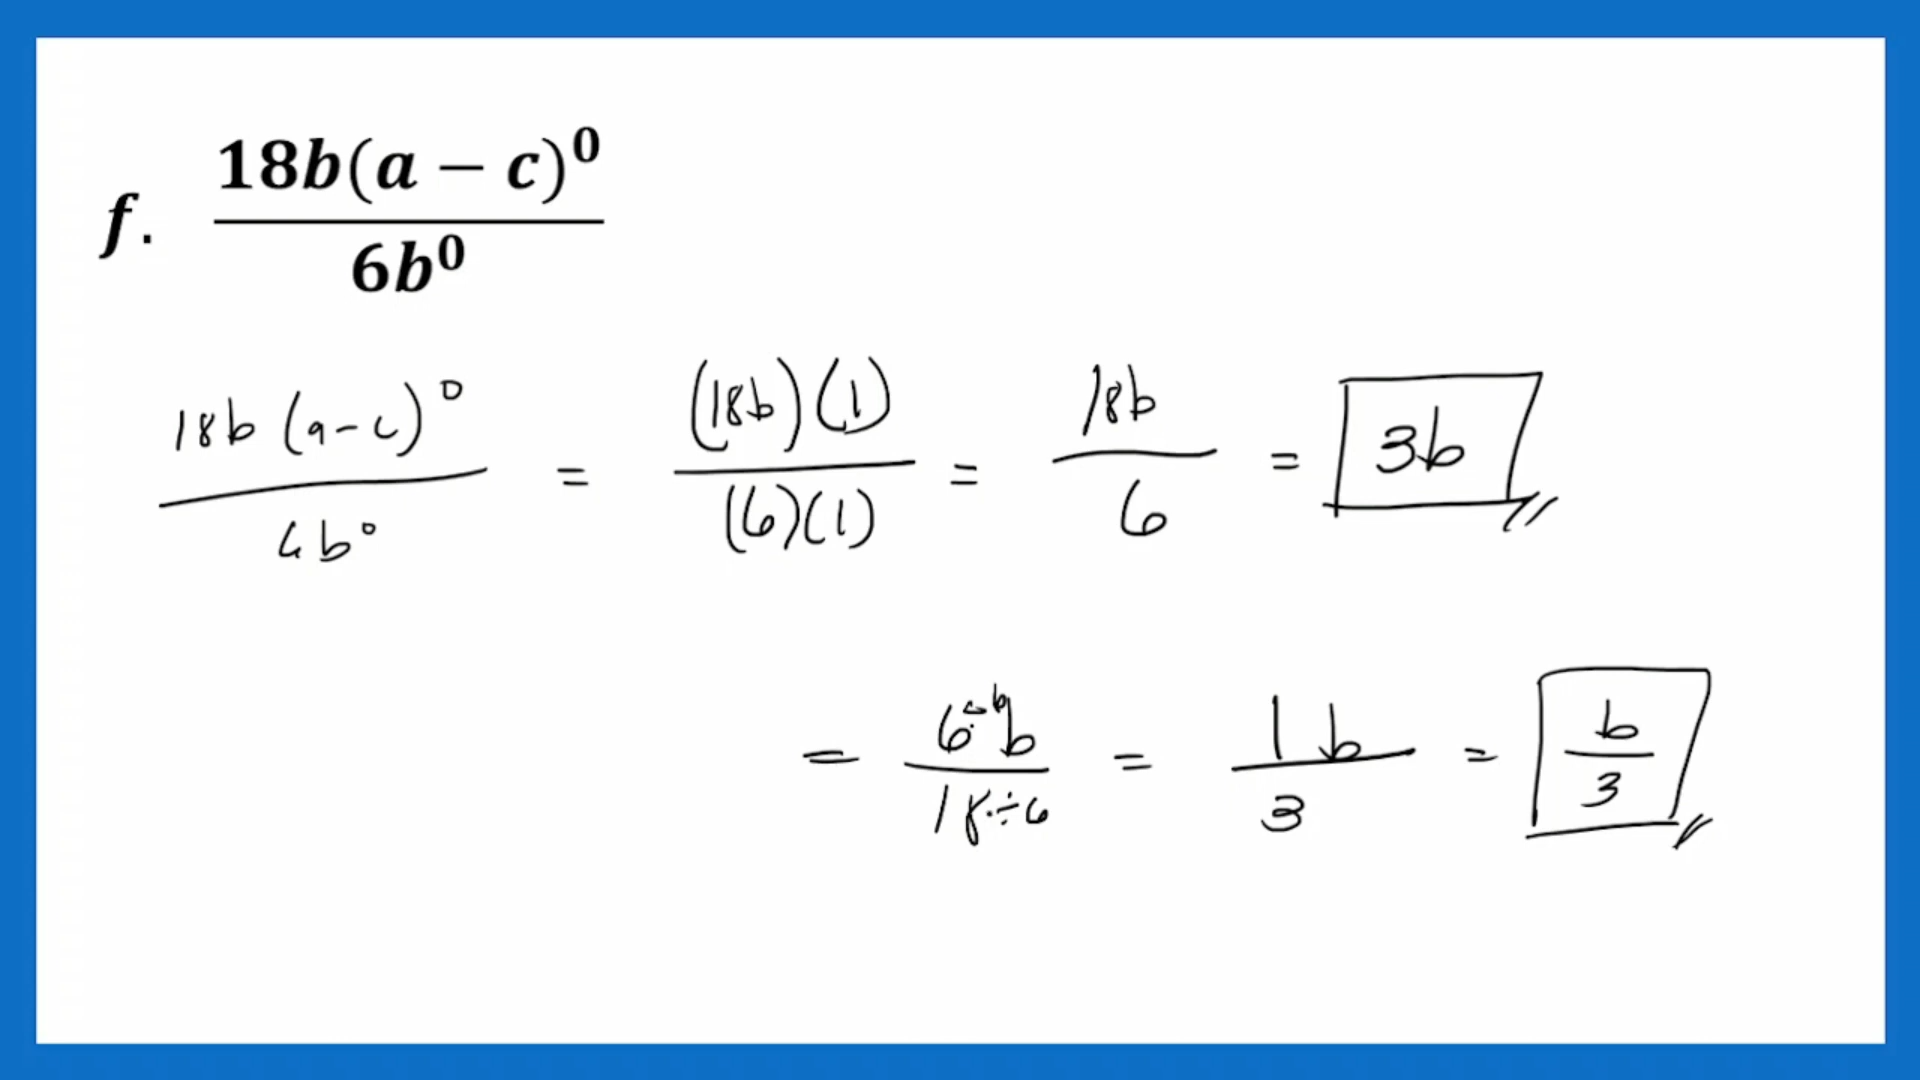 f. 18b(a − c)⁰
6b⁰
18b (a-c)⁰ / 6b⁰ = (18b)(1) / (6)(1) = 18b / 6 = 3b
= 6÷6b / 18÷6 = 1b / 3 = b / 3